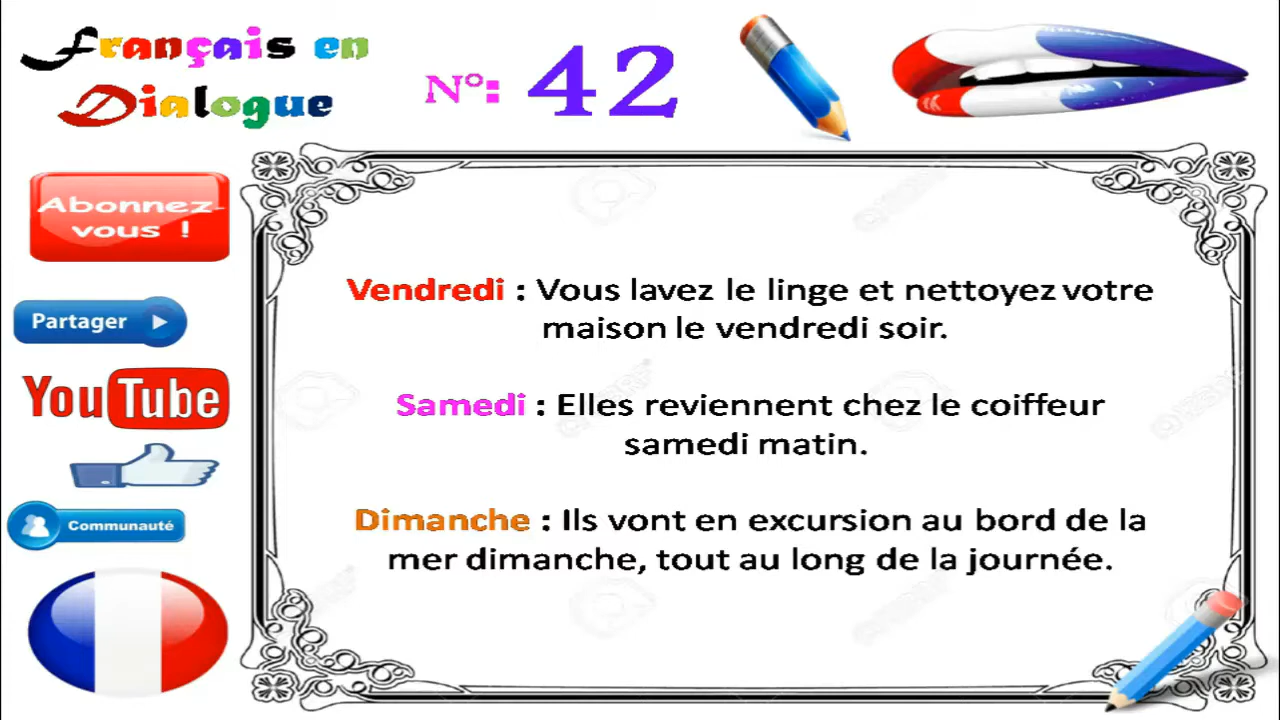 Français en
Dialogue
N°: 42
Abonnez-
vous !
Partager
YouTube
Communauté
Vendredi : Vous lavez le linge et nettoyez votre
maison le vendredi soir.
Samedi : Elles reviennent chez le coiffeur
samedi matin.
Dimanche : Ils vont en excursion au bord de la
mer dimanche, tout au long de la journée.